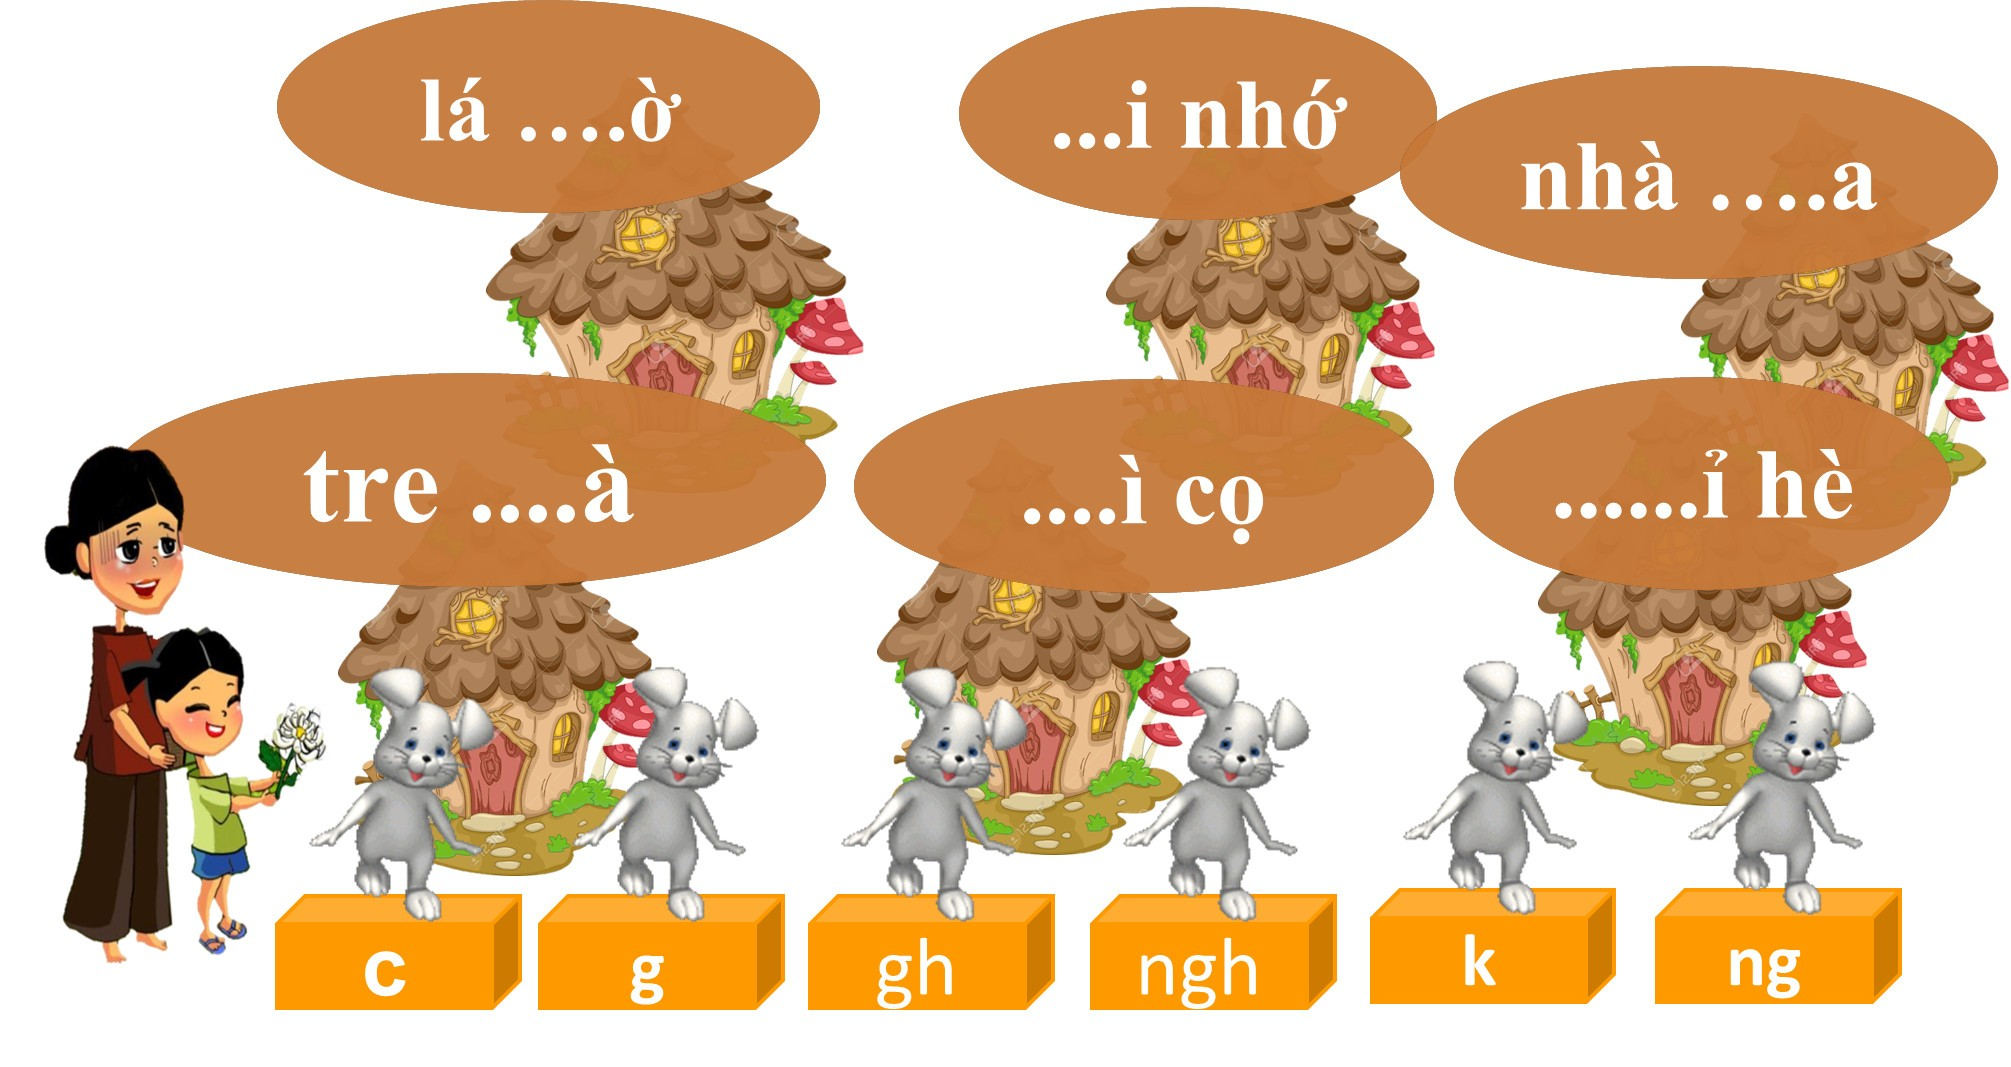 lá ….ờ
...i nhớ
nhà ….a
tre ....à
....ì cọ
......ỉ hè
c
g
gh
ngh
k
ng